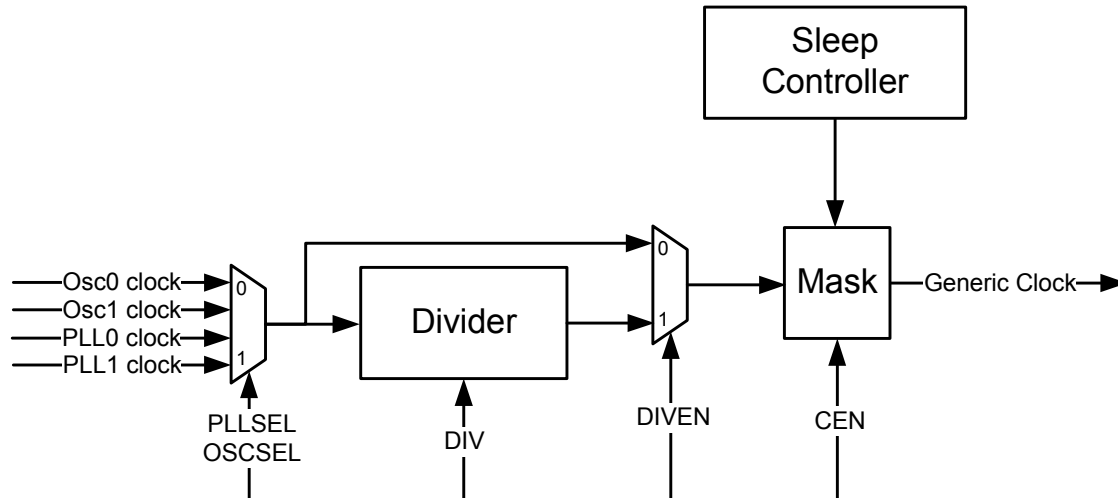 Sleep
Controller
0
Osc0 clock
0
Osc1 clock
Divider
Mask
Generic Clock
PLL0 clock
1
PLL1 clock
1
PLLSEL
OSCSEL
DIV
DIVEN
CEN